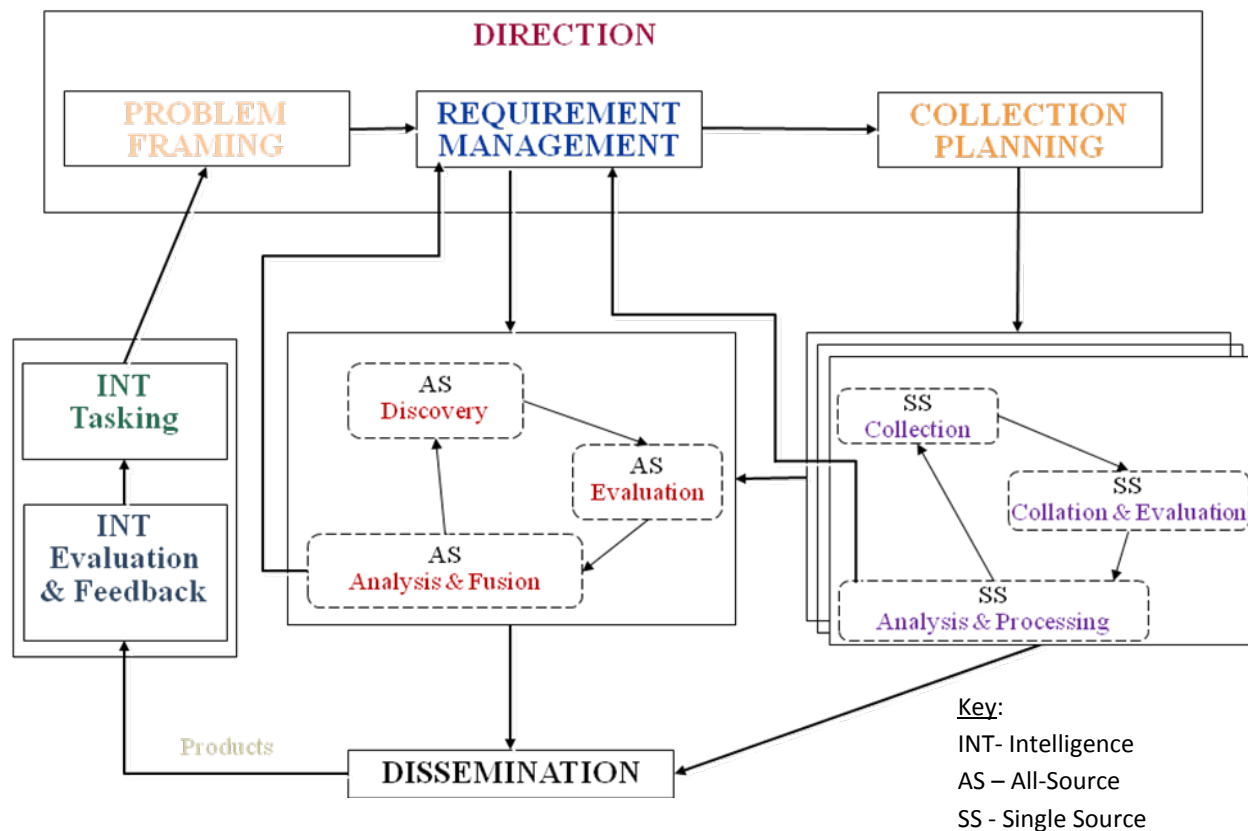 DIRECTION
PROBLEM
FRAMING
REQUIREMENT
MANAGEMENT
COLLECTION
PLANNING
INT
Tasking
INT
Evaluation
& Feedback
AS
Discovery
AS
Evaluation
AS
Analysis & Fusion
SS
Collection
SS
Collation & Evaluation
SS
Analysis & Processing
Products
DISSEMINATION
Key:
INT- Intelligence
AS – All-Source
SS - Single Source